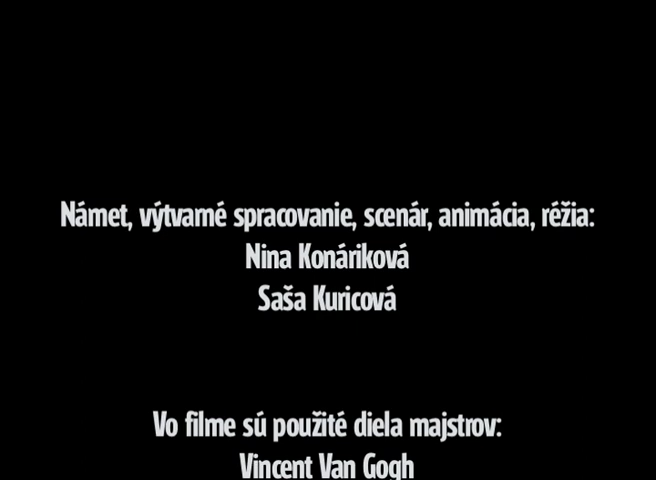 Námet, výtvarné spracovanie, scenár, animácia, réžia:
Nina Konáriková
Saša Kuricová
Vo filme sú použité diela majstrov:
Vincent Van Gogh